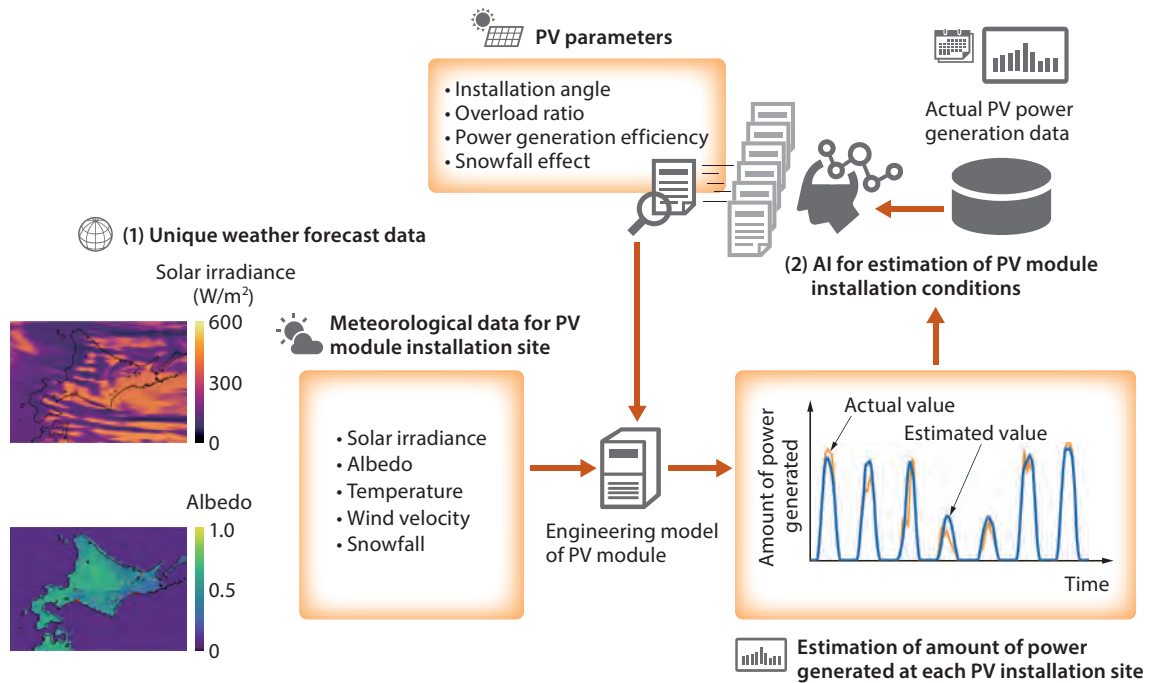 PV parameters
• Installation angle
• Overload ratio
• Power generation efficiency
• Snowfall effect
Actual PV power
generation data
(2) AI for estimation of PV module
installation conditions
(1) Unique weather forecast data
Solar irradiance
(W/m²)
600
300
0
Albedo
1.0
0.5
0
Meteorological data for PV
module installation site
• Solar irradiance
• Albedo
• Temperature
• Wind velocity
• Snowfall
Engineering model
of PV module
Amount of power
generated
Actual value
Estimated value
Time
Estimation of amount of power
generated at each PV installation site